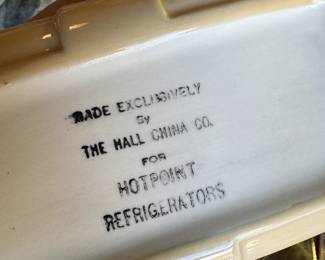 MADE EXCLUSIVELY
By
THE HALL CHINA CO.
FOR
HOTPOINT
REFRIGERATORS